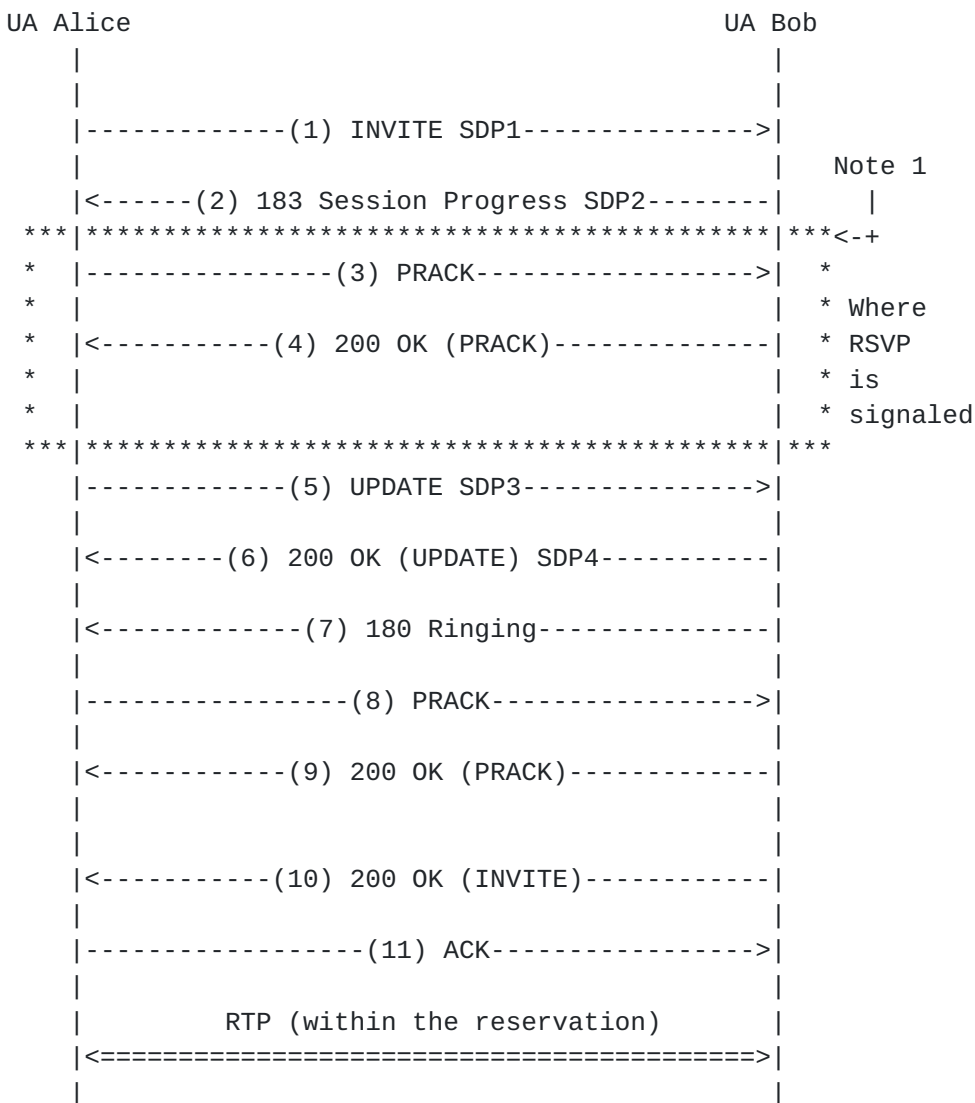 UA Alice UA Bob
|-------------(1) INVITE SDP1--------------->|
| Note 1
|<------(2) 183 Session Progress SDP2--------| |
***|********************************************|***<-+
* |----------------(3) PRACK------------------>| *
* | | * Where
* |<-----------(4) 200 OK (PRACK)--------------| * RSVP
* | | * is
* | | * signaled
***|********************************************|***
|-------------(5) UPDATE SDP3--------------->|
|<--------(6) 200 OK (UPDATE) SDP4-----------|
|<-------------(7) 180 Ringing---------------|
|-----------------(8) PRACK----------------->|
|<------------(9) 200 OK (PRACK)-------------|
|<-----------(10) 200 OK (INVITE)------------|
|------------------(11) ACK----------------->|
| RTP (within the reservation) |
|<==========================================>|